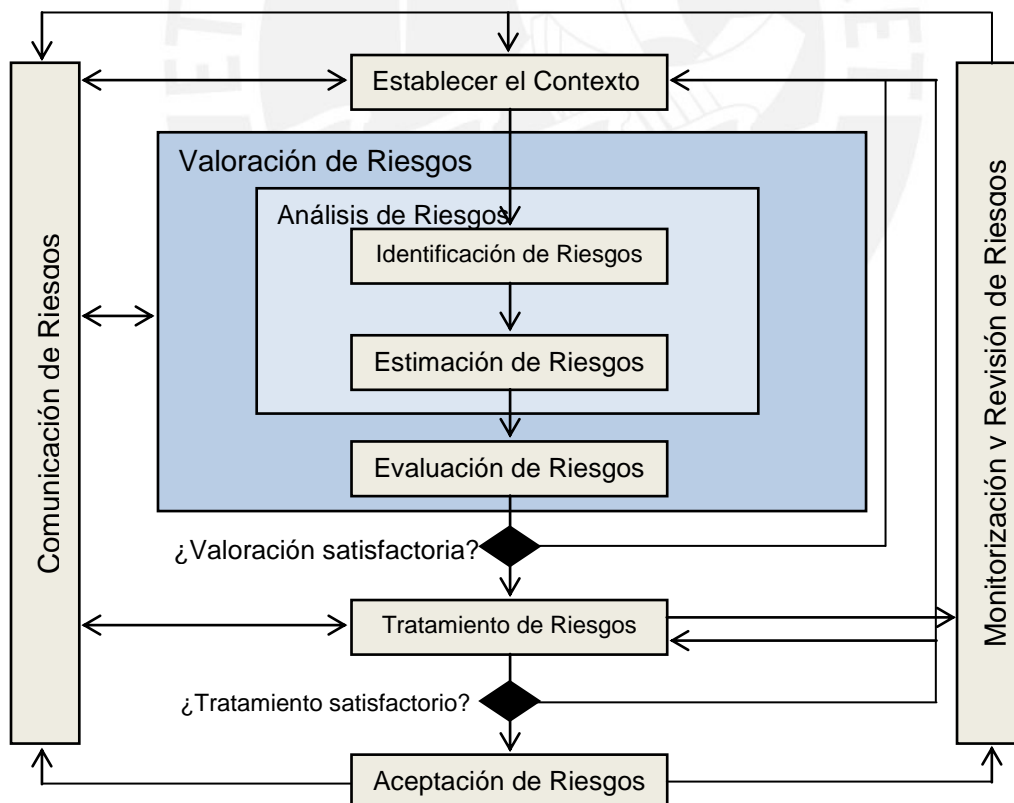 Establecer el Contexto
Valoración de Riesgos
Análisis de Riesgos
Identificación de Riesgos
Estimación de Riesgos
Evaluación de Riesgos
¿Valoración satisfactoria?
Tratamiento de Riesgos
¿Tratamiento satisfactorio?
Aceptación de Riesgos
Comunicación de Riesgos
Monitorización y Revisión de Riesgos